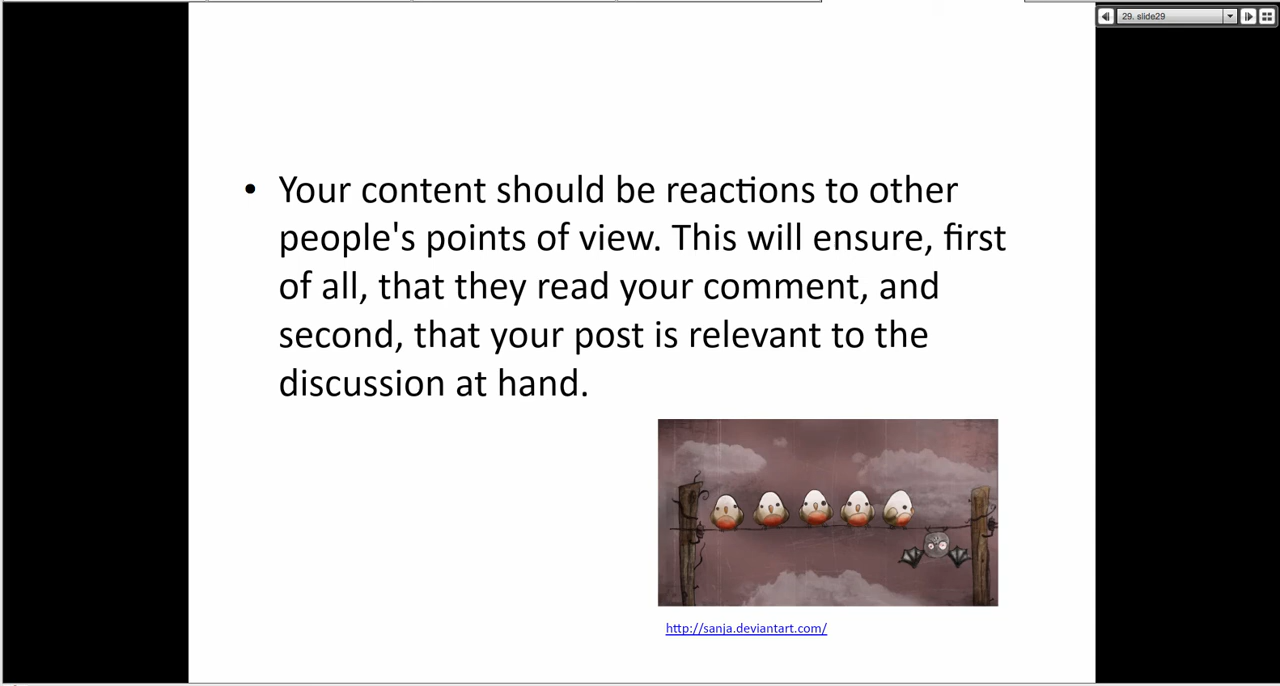 29. slide29
• Your content should be reactions to other
people's points of view. This will ensure, first
of all, that they read your comment, and
second, that your post is relevant to the
discussion at hand.
http://sanja.deviantart.com/